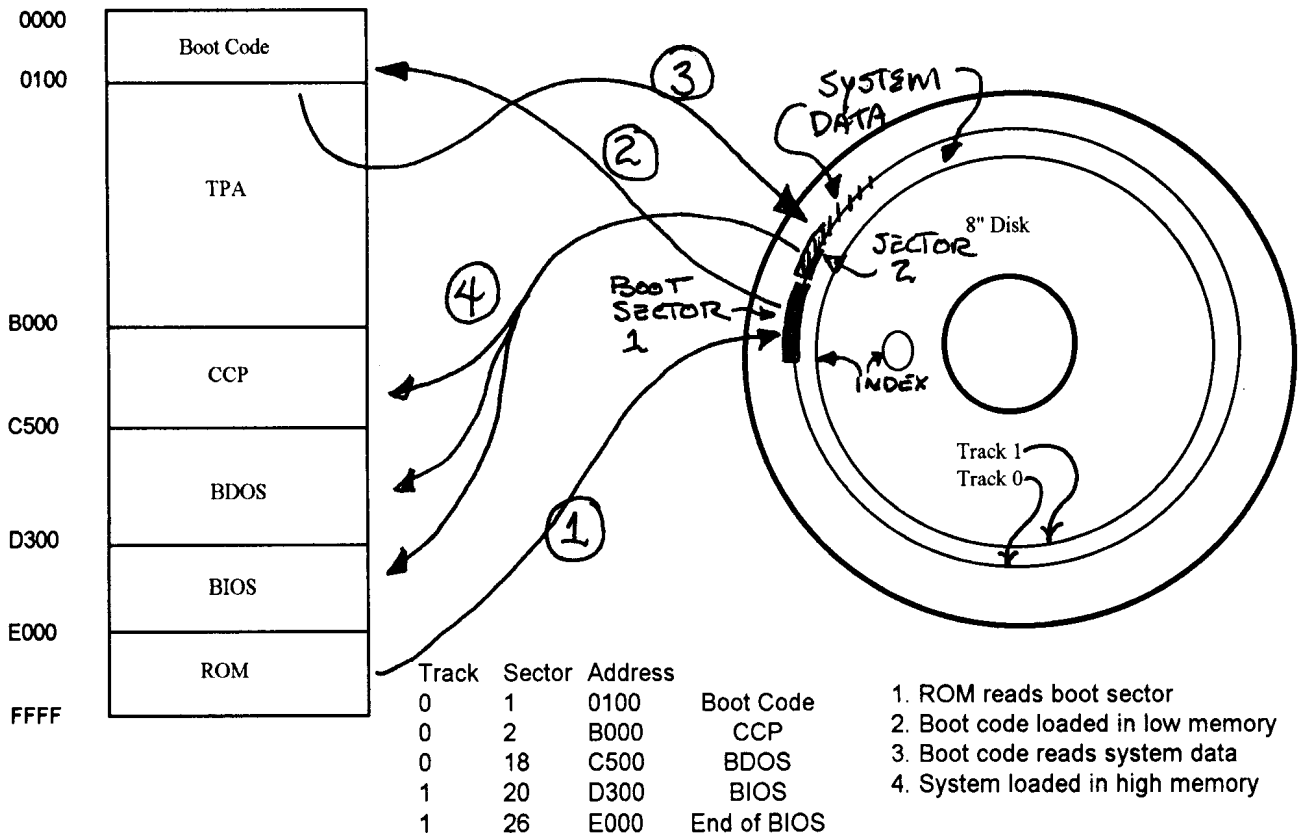 0000
Boot Code
0100
TPA
B000
CCP
C500
BDOS
D300
BIOS
E000
ROM
FFFF
3
2
4
1
SYSTEM
DATA
8" Disk
SECTOR
2
BOOT
SECTOR
1
INDEX
Track 1
Track 0
Track Sector Address
0 1 0100 Boot Code
0 2 B000 CCP
0 18 C500 BDOS
1 20 D300 BIOS
1 26 E000 End of BIOS
1. ROM reads boot sector
2. Boot code loaded in low memory
3. Boot code reads system data
4. System loaded in high memory